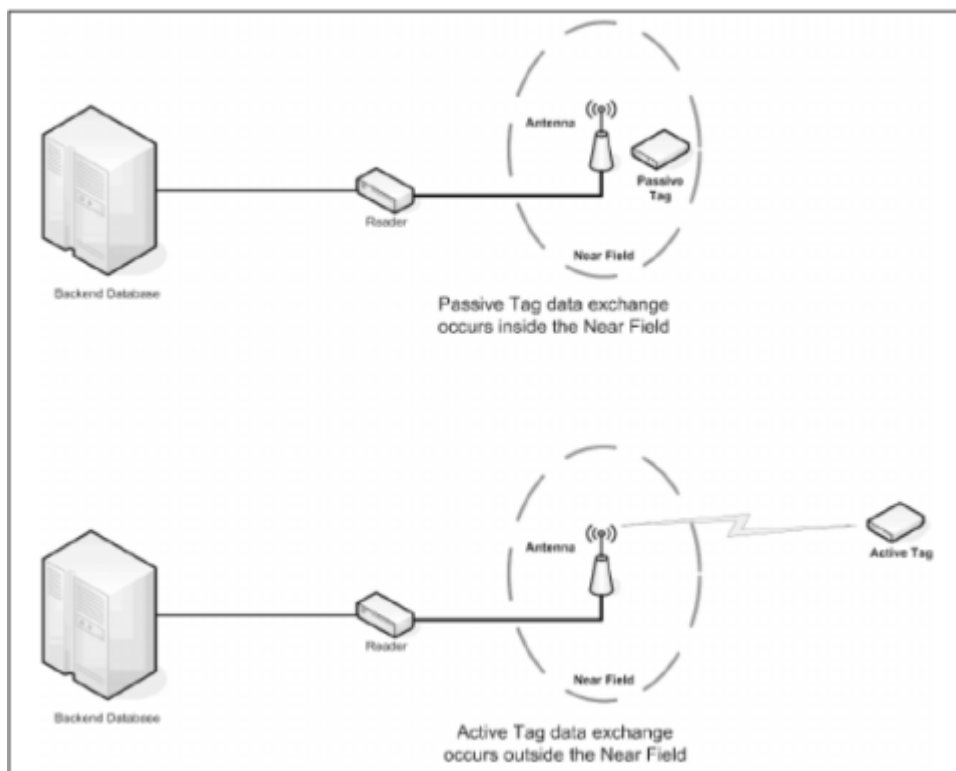 Antenna
Passive
Tag
Reader
Near Field
Backend Database
Passive Tag data exchange
occurs inside the Near Field
Antenna
Active Tag
Reader
Near Field
Backend Database
Active Tag data exchange
occurs outside the Near Field